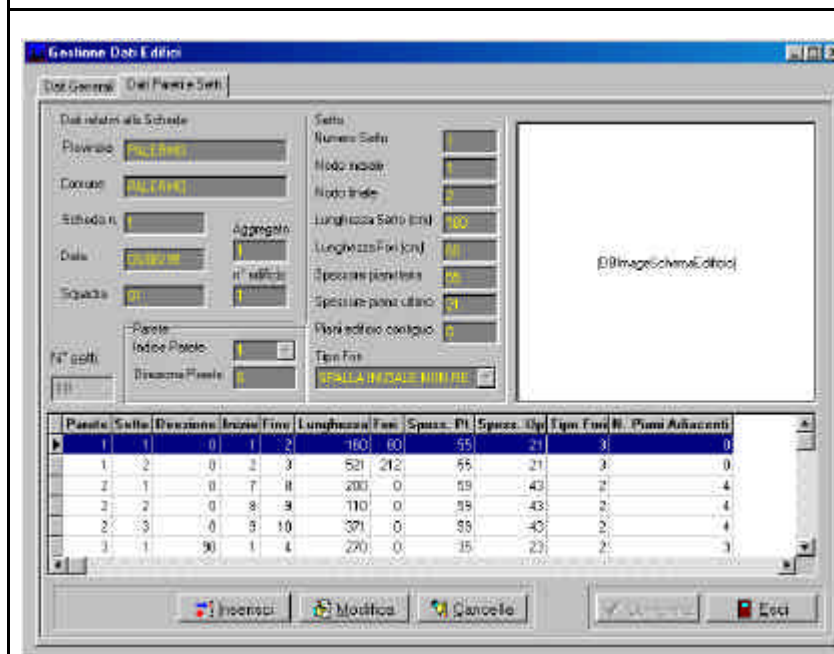 Gestione Dati Edifici
Dati Generali Dati Pareti e Setti
Dati relativi alla Scheda
Provincia PALERMO
Comune PALERMO
Scheda n. 1
Aggregato
Data 1
n° edificio
Squadra 01 1
Parete
Indice Parete 1
Direzione Parete 0
N° setti
Setto
Numero Setto 1
Nodo iniziale 1
Nodo finale 2
Lunghezza Setto (cm) 160
Lunghezza Fori (cm) 60
Spessore piano terra 55
Spessore piano ultimo 21
Piani edificio contiguo 0
Tipo Fori
SPALLA INIZIALE NON RE
(DBImageSchemaEdificio)
Parete Setto Direzione Inizio Fine Lunghezza Fori Spess. Pt Spess. Up Tipo Fori N. Piani Adiacenti
1 1 0 1 2 160 60 55 21 3 0
1 2 0 2 3 521 212 55 21 3 0
2 1 0 7 8 200 0 59 43 2 4
2 2 0 8 9 110 0 59 43 2 4
2 3 0 9 10 371 0 59 43 2 4
3 1 90 1 4 270 0 35 23 2 3
Inserisci Modifica Cancella Esci